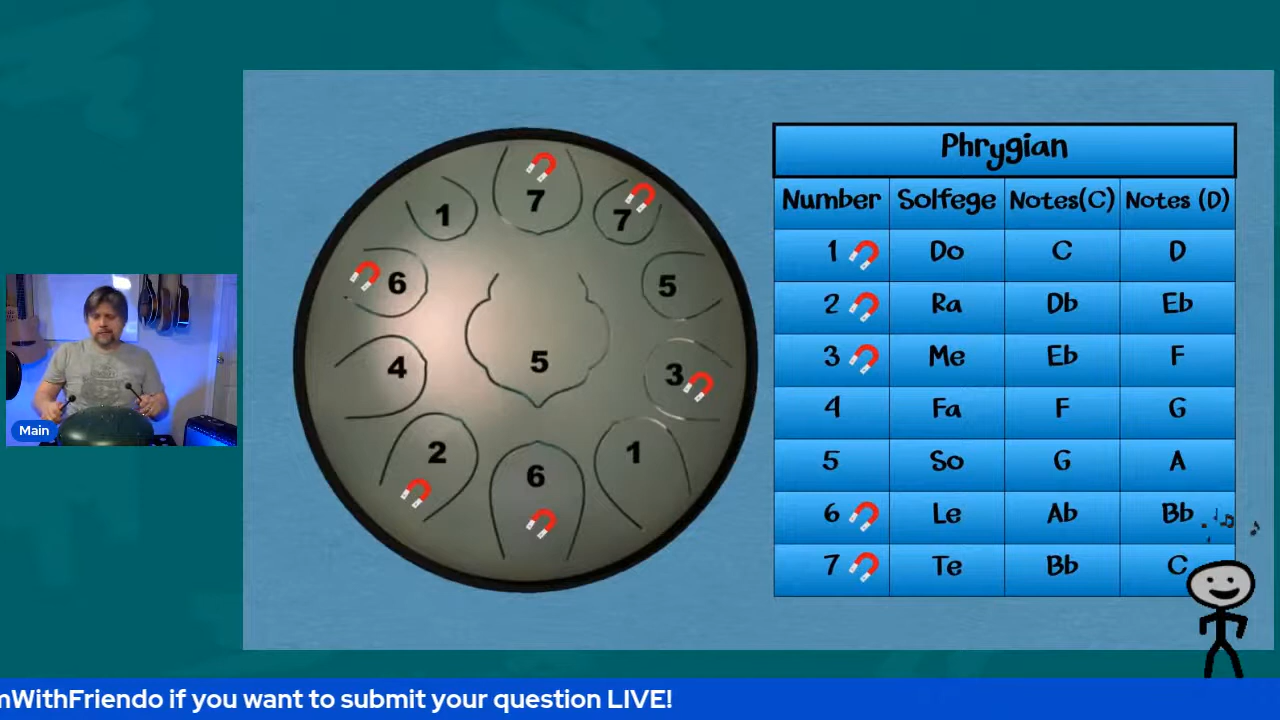 7
1
7
6
5
4
5
3
2
6
1
Phrygian
Number Solfege Notes(C) Notes (D)
1 Do C D
2 Ra Db Eb
3 Me Eb F
4 Fa F G
5 So G A
6 Le Ab Bb
7 Te Bb C
Main
mWithFriendo if you want to submit your question LIVE!